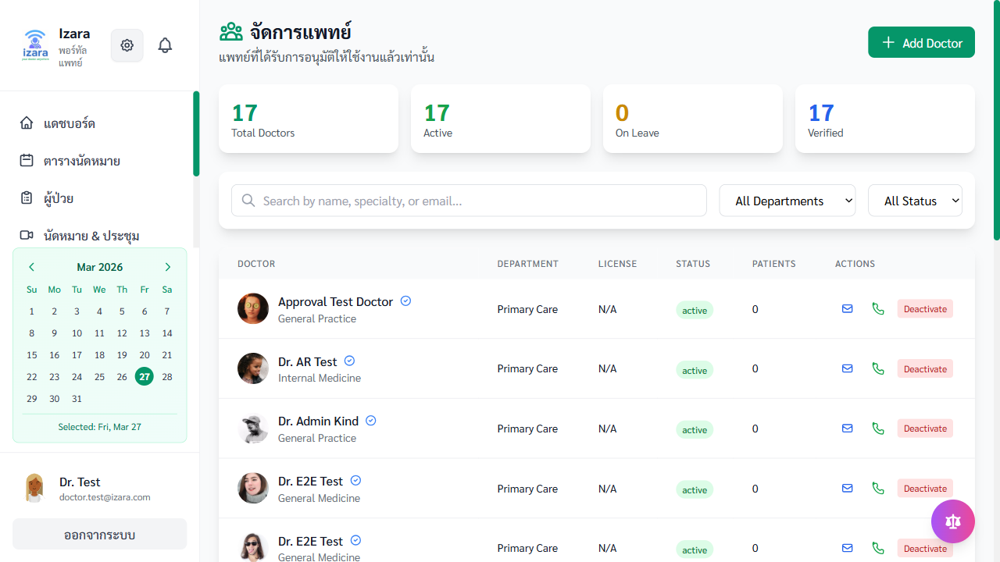 Izara
พอร์ทัล
แพทย์
izara
แดชบอร์ด
ตารางนัดหมาย
ผู้ป่วย
นัดหมาย & ประชุม
Mar 2026
Su Mo Tu We Th Fr Sa
1 2 3 4 5 6 7
8 9 10 11 12 13 14
15 16 17 18 19 20 21
22 23 24 25 26 27 28
29 30 31
Selected: Fri, Mar 27
Dr. Test
doctor.test@izara.com
ออกจากระบบ
จัดการแพทย์
แพทย์ที่ได้รับการอนุมัติให้ใช้งานแล้วเท่านั้น
Add Doctor
17
Total Doctors
17
Active
0
On Leave
17
Verified
Search by name, specialty, or email...
All Departments
All Status
DOCTOR DEPARTMENT LICENSE STATUS PATIENTS ACTIONS
Approval Test Doctor
General Practice
Primary Care N/A active 0 Deactivate
Dr. AR Test
Internal Medicine
Primary Care N/A active 0 Deactivate
Dr. Admin Kind
General Practice
Primary Care N/A active 0 Deactivate
Dr. E2E Test
General Medicine
Primary Care N/A active 0 Deactivate
Dr. E2E Test
General Medicine
Primary Care N/A active 0 Deactivate